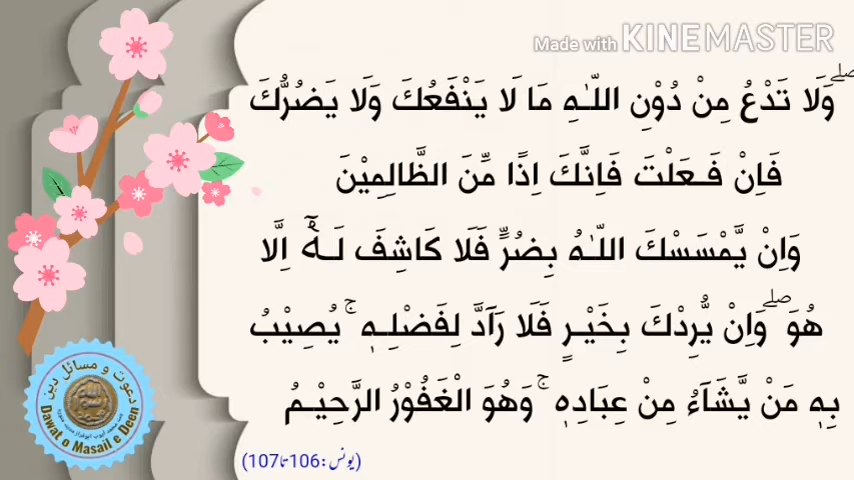 Made with KINEMASTER
وَلَا تَدْعُ مِنْ دُوْنِ اللّٰهِ مَا لَا يَنْفَعُكَ وَلَا يَضُرُّكَ ۖ
فَاِنْ فَعَلْتَ فَاِنَّكَ اِذًا مِّنَ الظَّالِمِيْنَ
وَاِنْ يَّمْسَسْكَ اللّٰهُ بِضُرٍّ فَلَا كَاشِفَ لَهٗٓ اِلَّا
هُوَ ۖ وَاِنْ يُّرِدْكَ بِخَيْرٍ فَلَا رَآدَّ لِفَضْلِهٖ ۚ يُصِيْبُ
بِهٖ مَنْ يَّشَآءُ مِنْ عِبَادِهٖ ۚ وَهُوَ الْغَفُوْرُ الرَّحِيْمُ
(یونس:106تا107)
دعوت و مسائل دین
Dawat o Masail e Deen